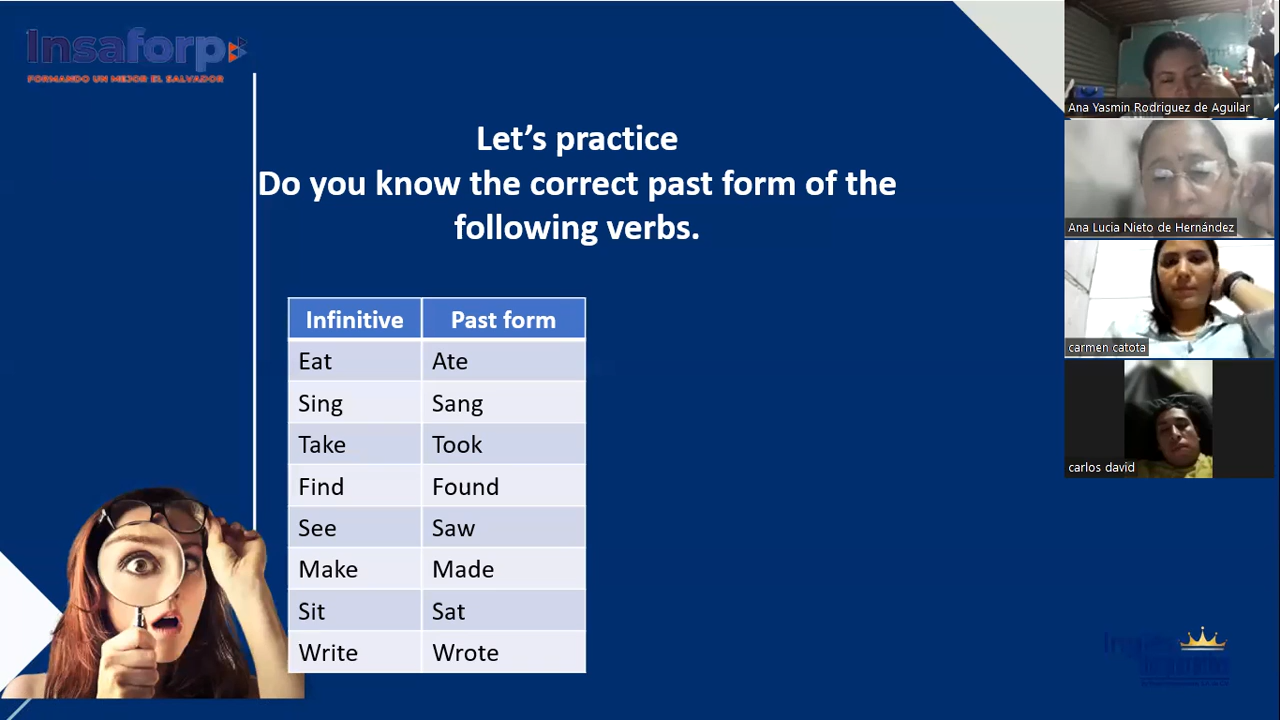 Insaforp
FORMANDO UN MEJOR EL SALVADOR
Let's practice
Do you know the correct past form of the
following verbs.
Infinitive Past form
Eat Ate
Sing Sang
Take Took
Find Found
See Saw
Make Made
Sit Sat
Write Wrote
Ana Yasmin Rodriguez de Aguilar
Ana Lucia Nieto de Hernández
carmen catota
carlos david